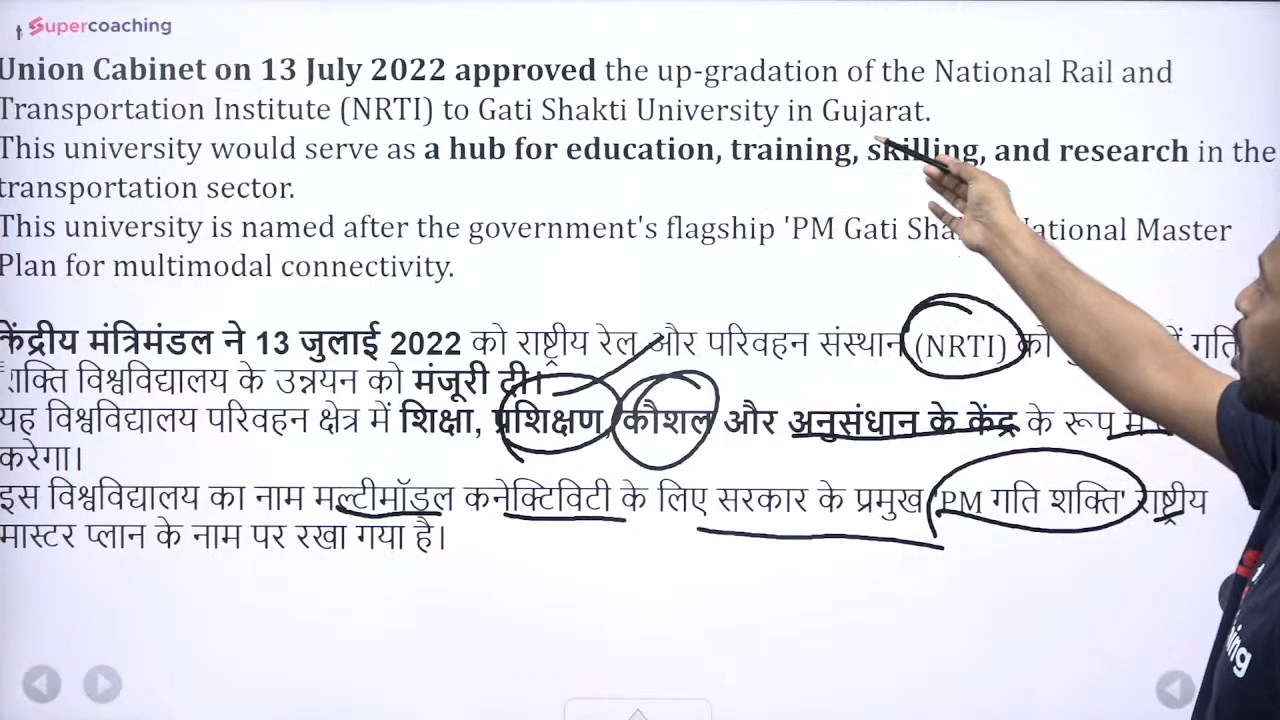 Supercoaching
Union Cabinet on 13 July 2022 approved the up-gradation of the National Rail and
Transportation Institute (NRTI) to Gati Shakti University in Gujarat.
This university would serve as a hub for education, training, skilling, and research in the
transportation sector.
This university is named after the government's flagship 'PM Gati National Master
Plan for multimodal connectivity.
केंद्रीय मंत्रिमंडल ने 13 जुलाई 2022 को राष्ट्रीय रेल और परिवहन संस्थान (NRTI) को गति
शक्ति विश्वविद्यालय के उन्नयन को मंजूरी दी।
यह विश्वविद्यालय परिवहन क्षेत्र में शिक्षा, प्रशिक्षण, कौशल और अनुसंधान के केंद्र के रूप में
करेगा।
इस विश्वविद्यालय का नाम मल्टीमॉडल कनेक्टिविटी के लिए सरकार के प्रमुख 'PM गति शक्ति' राष्ट्रीय
मास्टर प्लान के नाम पर रखा गया है।